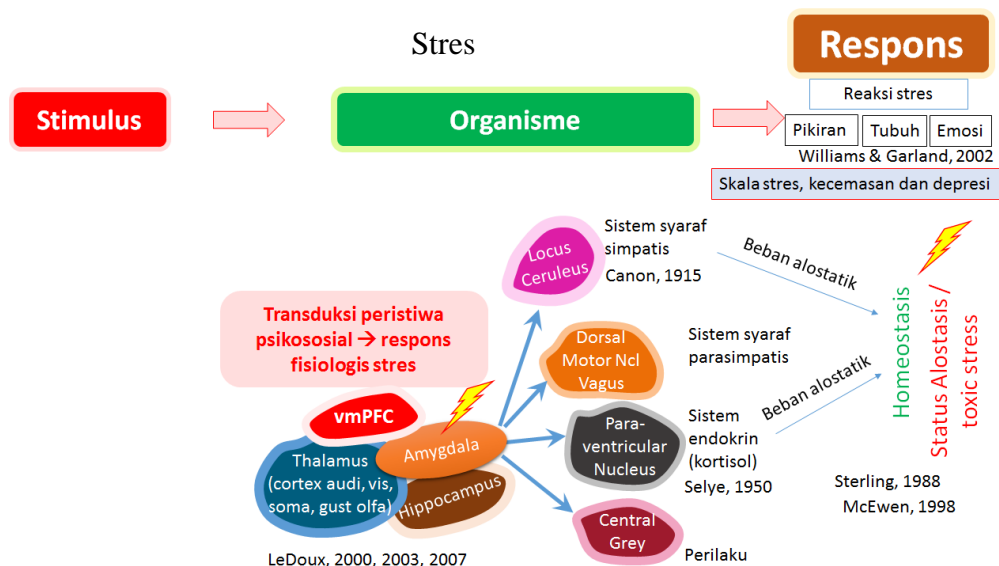 Stres
Respons
Stimulus
Organisme
Reaksi stres
Pikiran
Tubuh
Emosi
Williams & Garland, 2002
Skala stres, kecemasan dan depresi
Locus
Ceruleus
Sistem syaraf
simpatis
Canon, 1915
Beban alostatik
Transduksi peristiwa
psikososial → respons
fisiologis stres
Dorsal
Motor Ncl
Vagus
Sistem syaraf
parasimpatis
Beban alostatik
Homeostasis
Status Alostasis /
toxic stress
vmPFC
Amygdala
Thalamus
(cortex audi, vis,
soma, gust olfa)
Hippocampus
Para-
ventricular
Nucleus
Sistem
endokrin
(kortisol)
Selye, 1950
Sterling, 1988
McEwen, 1998
Central
Grey
Perilaku
LeDoux, 2000, 2003, 2007